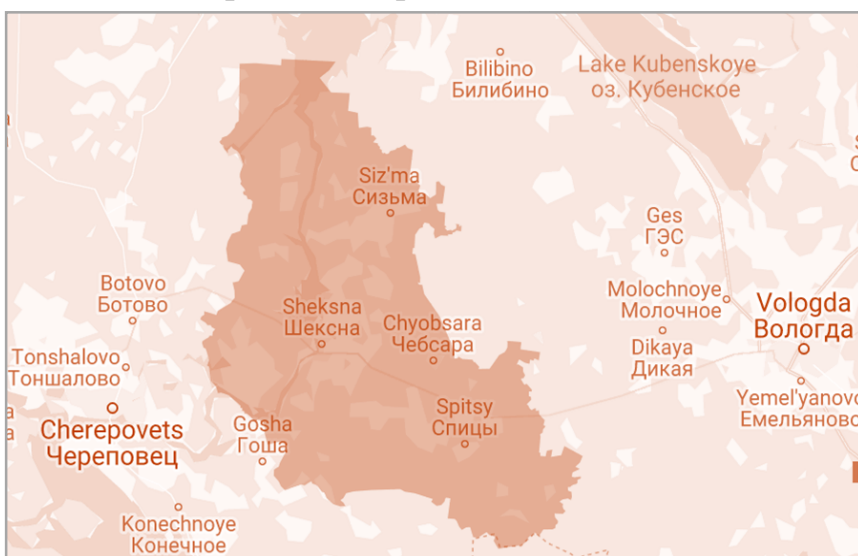 Bilibino
Билибино
Lake Kubenskoye
оз. Кубенское
Siz'ma
Сизьма
Ges
ГЭС
Botovo
Ботово
Sheksna
Шексна
Chyobsara
Чебсара
Molochnoye
Молочное
Vologda
Вологда
Dikaya
Дикая
Tonshalovo
Тоншалово
Yemel'yanovo
Емельяново
Cherepovets
Череповец
Gosha
Гоша
Spitsy
Спицы
Konechnoye
Конечное